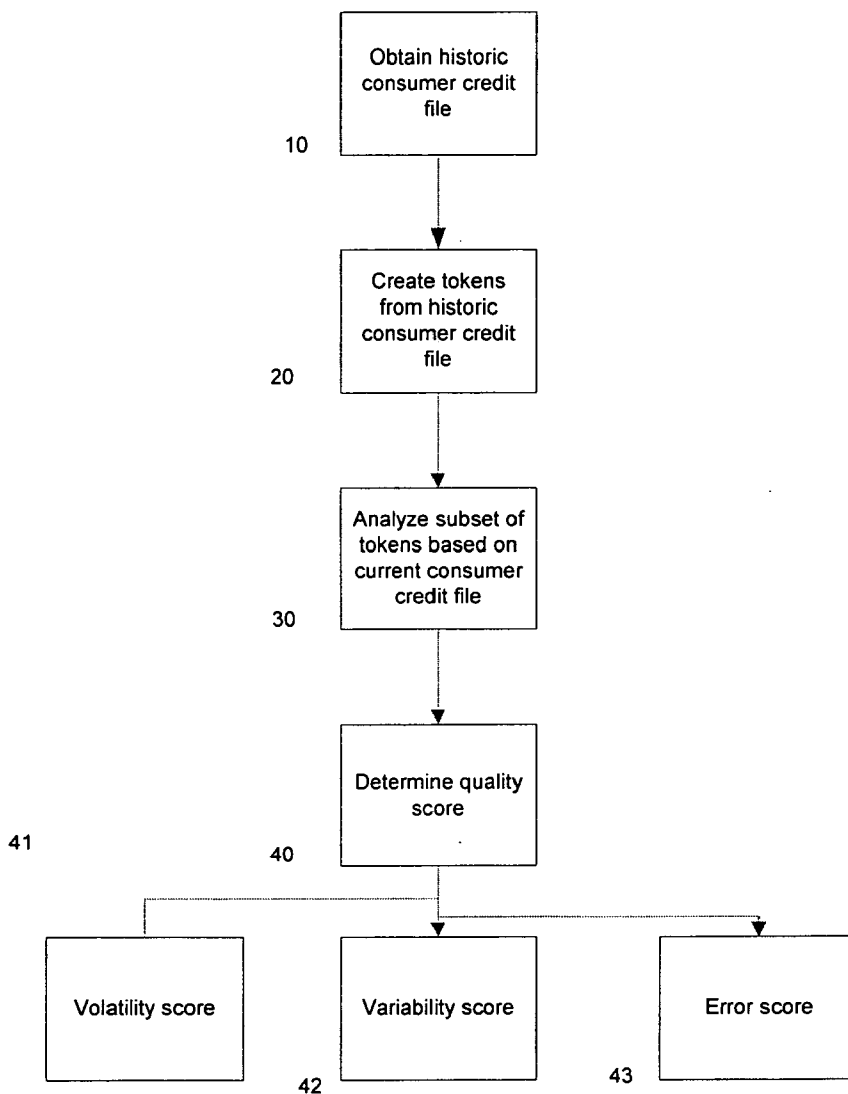 Obtain historic
consumer credit
file
10
Create tokens
from historic
consumer credit
file
20
Analyze subset of
tokens based on
current consumer
credit file
30
Determine quality
score
41
40
Volatility score
Variability score
Error score
42
43